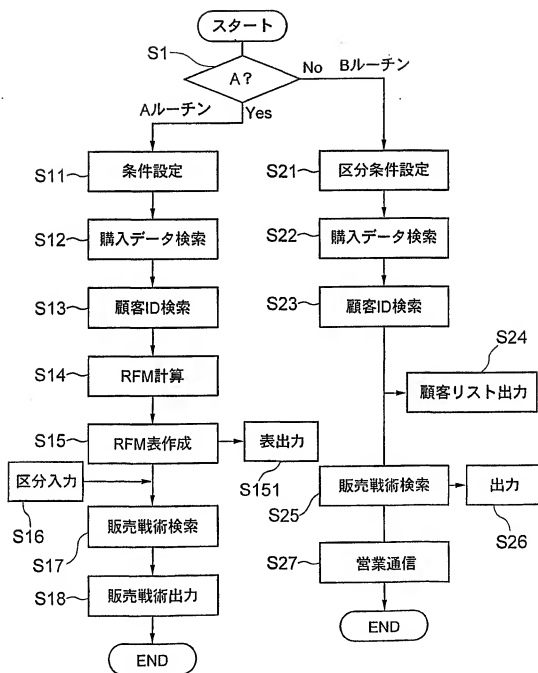 スタート
S1
A?
No
Bルーチン
Aルーチン
Yes
S11
条件設定
S12
購入データ検索
S13
顧客ID検索
S14
RFM計算
S15
RFM表作成
表出力
S151
区分入力
S16
S17
販売戦術検索
S18
販売戦術出力
END
S21
区分条件設定
S22
購入データ検索
S23
顧客ID検索
S24
顧客リスト出力
販売戦術検索
S25
出力
S26
S27
営業通信
END